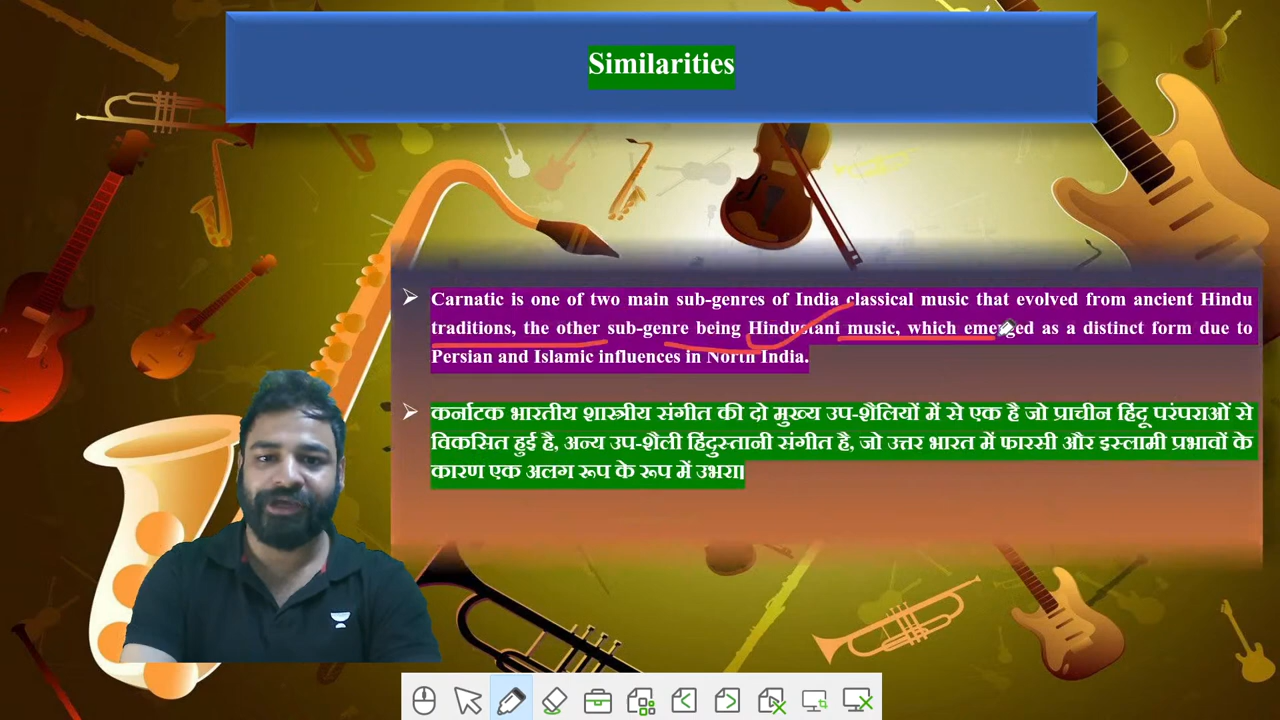 Similarities
Carnatic is one of two main sub-genres of India classical music that evolved from ancient Hindu
traditions, the other sub-genre being Hindustani music, which emerged as a distinct form due to
Persian and Islamic influences in North India.
कर्नाटक भारतीय शास्त्रीय संगीत की दो मुख्य उप-शैलियों में से एक है जो प्राचीन हिंदू परंपराओं से
विकसित हुई है, अन्य उप-शैली हिंदुस्तानी संगीत है, जो उत्तर भारत में फारसी और इस्लामी प्रभावों के
कारण एक अलग रूप के रूप में उभरा।